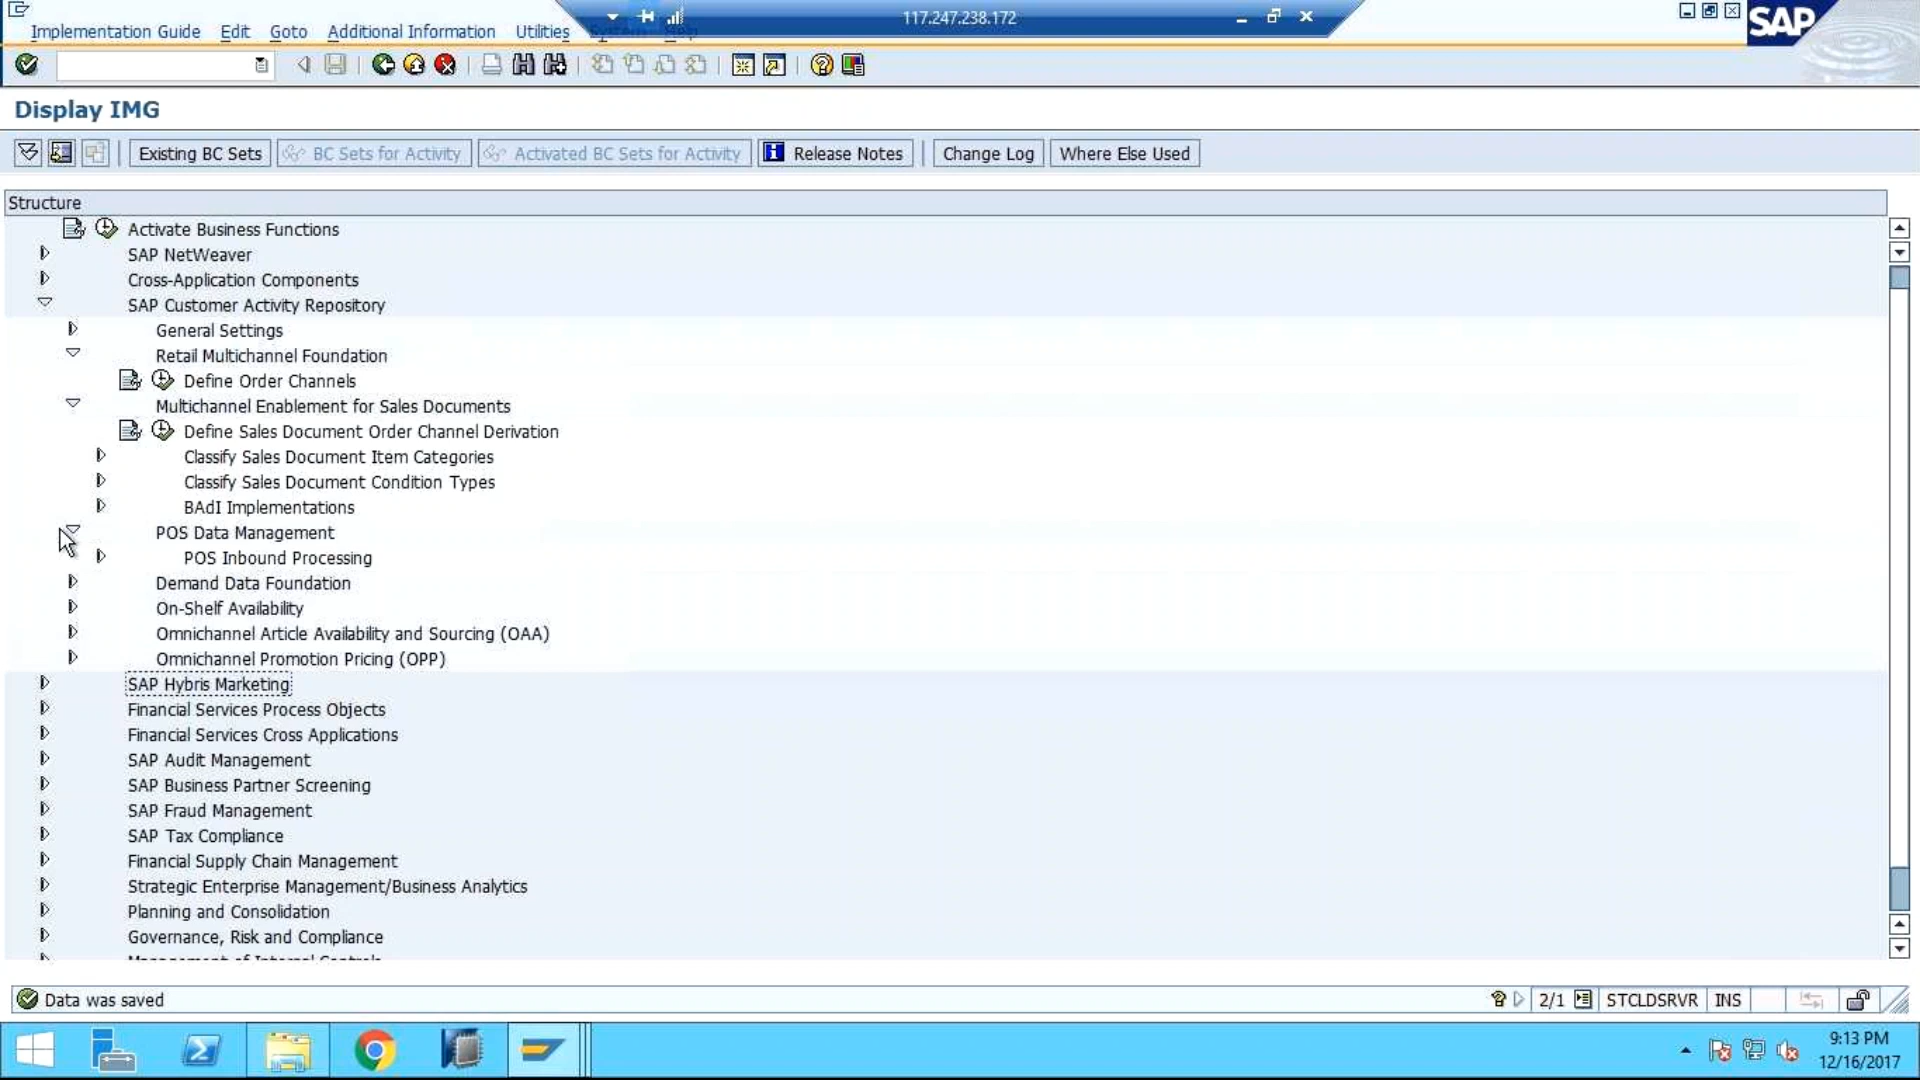 117.247.238.172
Implementation Guide Edit Goto Additional Information Utilities Help
SAP
Display IMG
Existing BC Sets BC Sets for Activity Activated BC Sets for Activity Release Notes Change Log Where Else Used
Structure
Activate Business Functions
SAP NetWeaver
Cross-Application Components
SAP Customer Activity Repository
General Settings
Retail Multichannel Foundation
Define Order Channels
Multichannel Enablement for Sales Documents
Define Sales Document Order Channel Derivation
Classify Sales Document Item Categories
Classify Sales Document Condition Types
BAdI Implementations
POS Data Management
POS Inbound Processing
Demand Data Foundation
On-Shelf Availability
Omnichannel Article Availability and Sourcing (OAA)
Omnichannel Promotion Pricing (OPP)
SAP Hybris Marketing
Financial Services Process Objects
Financial Services Cross Applications
SAP Audit Management
SAP Business Partner Screening
SAP Fraud Management
SAP Tax Compliance
Financial Supply Chain Management
Strategic Enterprise Management/Business Analytics
Planning and Consolidation
Governance, Risk and Compliance
Management of Internal Controls
Data was saved
2/1 STCLDSRVR INS
9:13 PM
12/16/2017